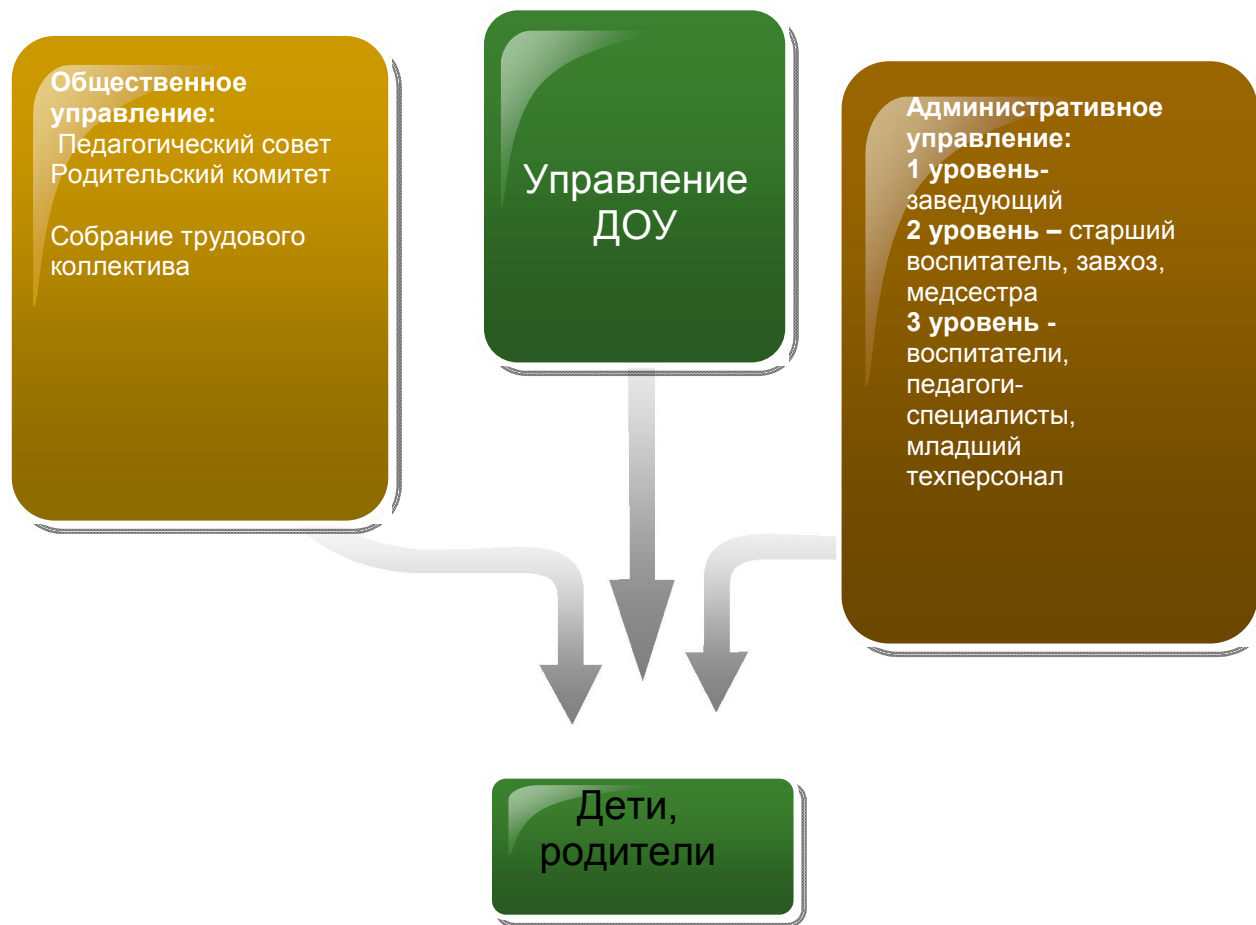 Общественное
управление:
Педагогический совет
Родительский комитет
Собрание трудового
коллектива
Управление
ДОУ
Административное
управление:
1 уровень-
заведующий
2 уровень – старший
воспитатель, завхоз,
медсестра
3 уровень -
воспитатели,
педагоги-
специалисты,
младший
техперсонал
Дети,
родители